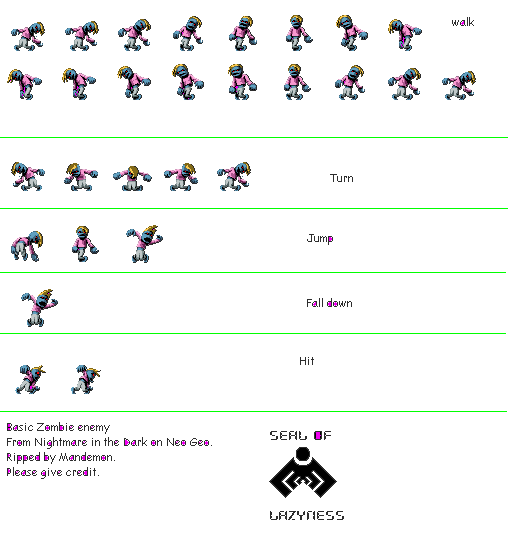 walk
Turn
Jump
Fall down
Hit
Basic Zombie enemy
From Nightmare in the Dark on Neo Geo.
Ripped by Mandemon.
Please give credit.
SEAL OF
LAZYNESS